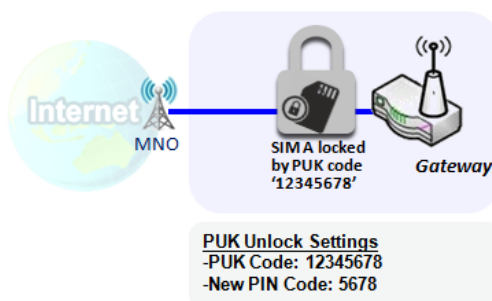 Internet
MNO
SIM A locked
by PUK code
'12345678'
Gateway
PUK Unlock Settings
-PUK Code: 12345678
-New PIN Code: 5678